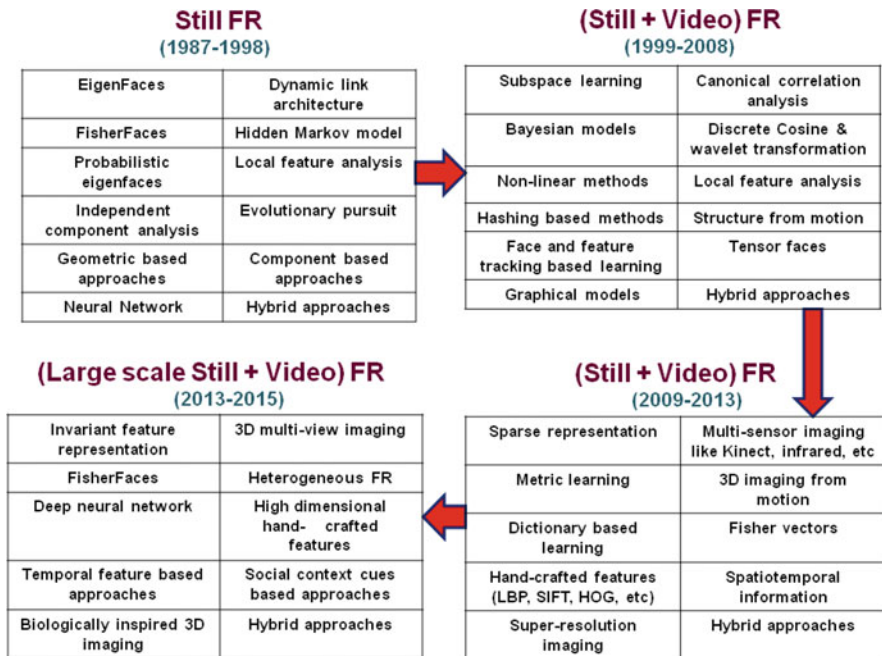 Still FR
(1987-1998)
EigenFaces
Dynamic link
architecture
FisherFaces
Hidden Markov model
Probabilistic
eigenfaces
Local feature analysis
Independent
component analysis
Evolutionary pursuit
Geometric based
approaches
Component based
approaches
Neural Network
Hybrid approaches
(Still + Video) FR
(1999-2008)
Subspace learning
Canonical correlation
analysis
Bayesian models
Discrete Cosine &
wavelet transformation
Non-linear methods
Local feature analysis
Hashing based methods
Structure from motion
Face and feature
tracking based learning
Tensor faces
Graphical models
Hybrid approaches
(Still + Video) FR
(2009-2013)
Sparse representation
Multi-sensor imaging
like Kinect, infrared, etc
Metric learning
3D imaging from
motion
Dictionary based
learning
Fisher vectors
Hand-crafted features
(LBP, SIFT, HOG, etc)
Spatiotemporal
information
Super-resolution
imaging
Hybrid approaches
(Large scale Still + Video) FR
(2013-2015)
Invariant feature
representation
3D multi-view imaging
FisherFaces
Heterogeneous FR
Deep neural network
High dimensional
hand- crafted
features
Temporal feature based
approaches
Social context cues
based approaches
Biologically inspired 3D
imaging
Hybrid approaches